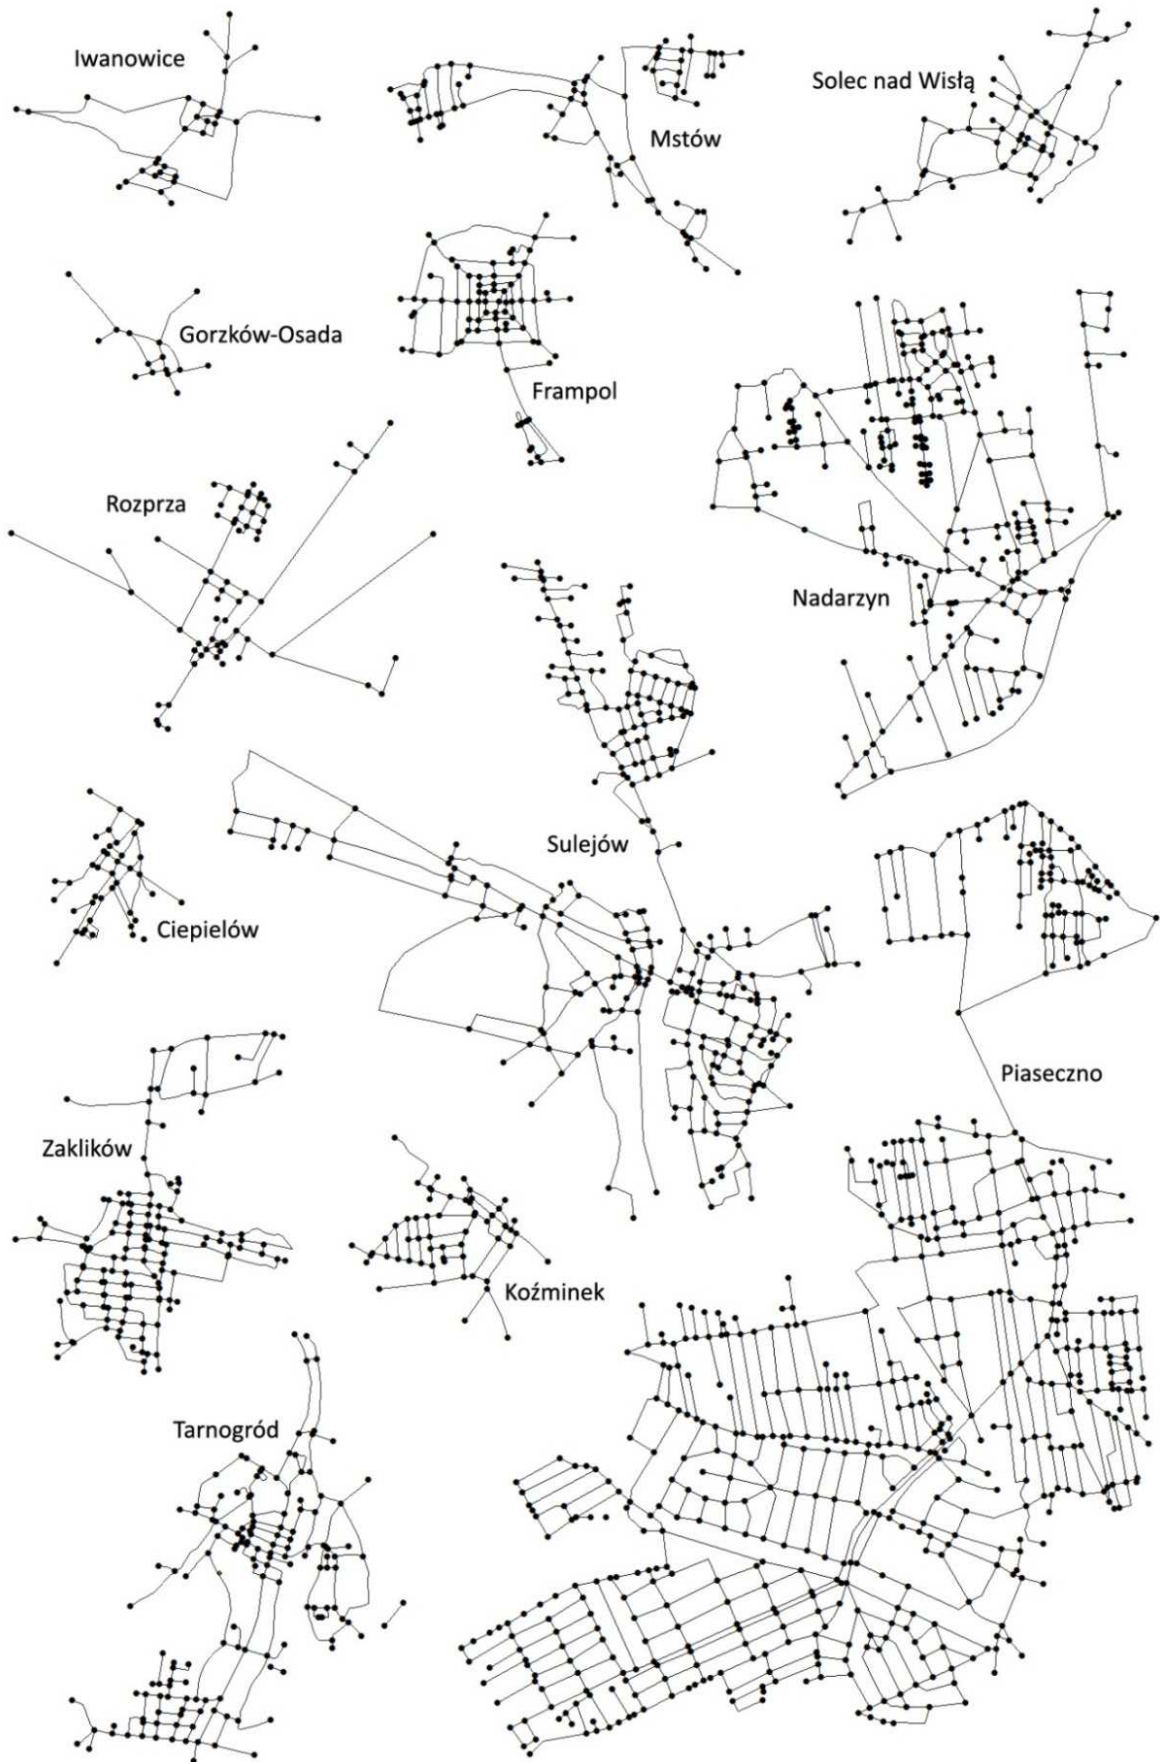 Iwanowice
Mstów
Solec nad Wisłą
Gorzków-Osada
Frampol
Rozprza
Nadarzyn
Sulejów
Ciepielów
Piaseczno
Zaklików
Koźminek
Tarnogród